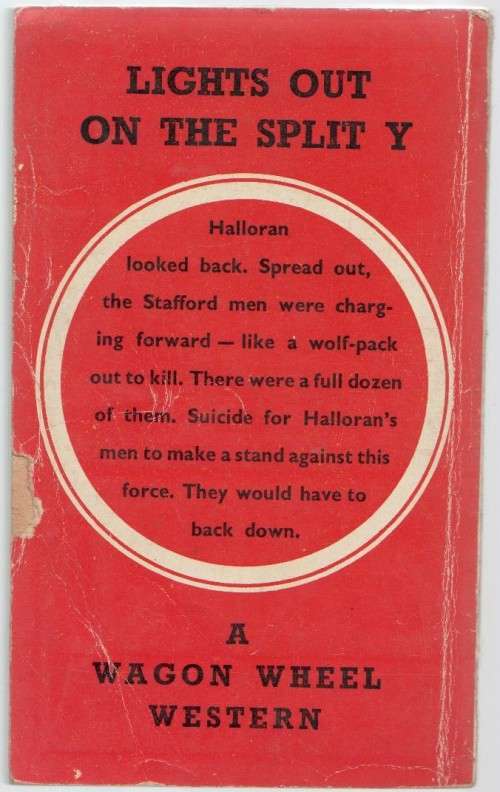 LIGHTS OUT
ON THE SPLIT Y
Halloran
looked back. Spread out,
the Stafford men were charg-
ing forward — like a wolf-pack
out to kill. There were a full dozen
of them. Suicide for Halloran's
men to make a stand against this
force. They would have to
back down.
A
WAGON WHEEL
WESTERN